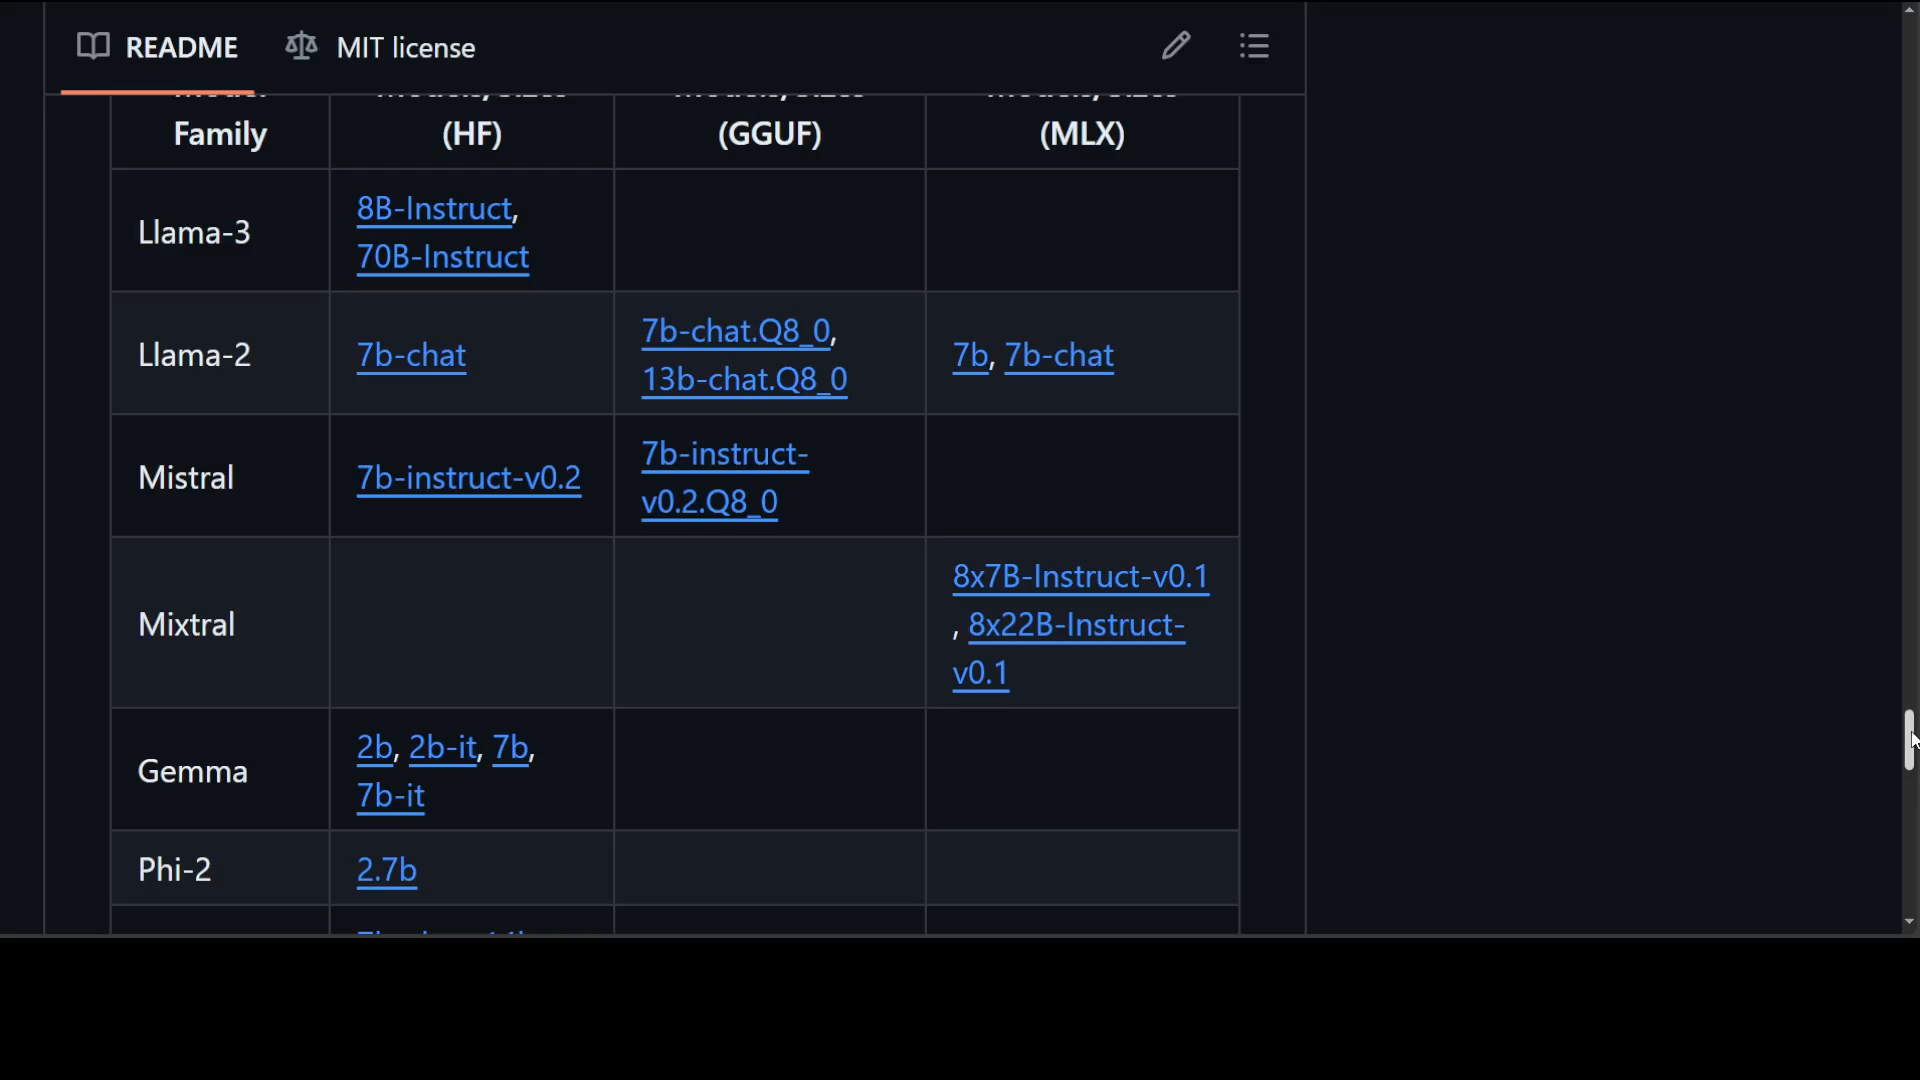 README
MIT license
Family
(HF)
(GGUF)
(MLX)
Llama-3
8B-Instruct,
70B-Instruct
Llama-2
7b-chat
7b-chat.Q8_0,
13b-chat.Q8_0
7b, 7b-chat
Mistral
7b-instruct-v0.2
7b-instruct-
v0.2.Q8_0
Mixtral
8x7B-Instruct-v0.1
, 8x22B-Instruct-
v0.1
Gemma
2b, 2b-it, 7b,
7b-it
Phi-2
2.7b